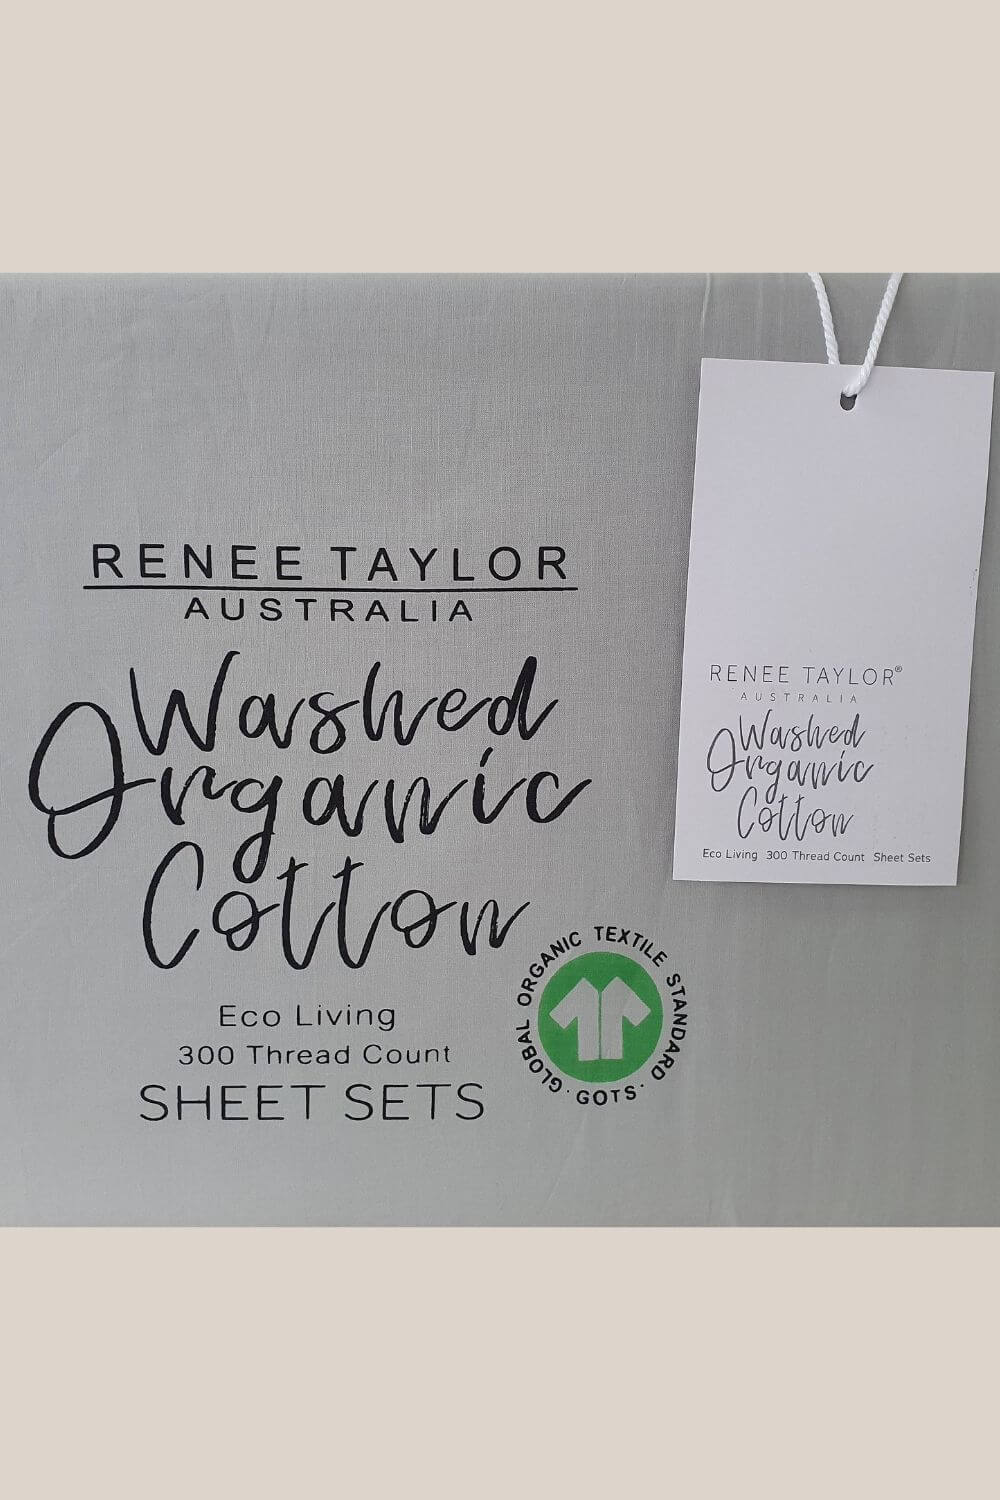 RENEE TAYLOR
AUSTRALIA
Washed
Organic
Cotton
Eco Living
300 Thread Count
SHEET SETS
GLOBAL ORGANIC TEXTILE STANDARD
· GOTS ·
RENEE TAYLOR®
AUSTRALIA
Washed
Organic
Cotton
Eco Living 300 Thread Count Sheet Sets